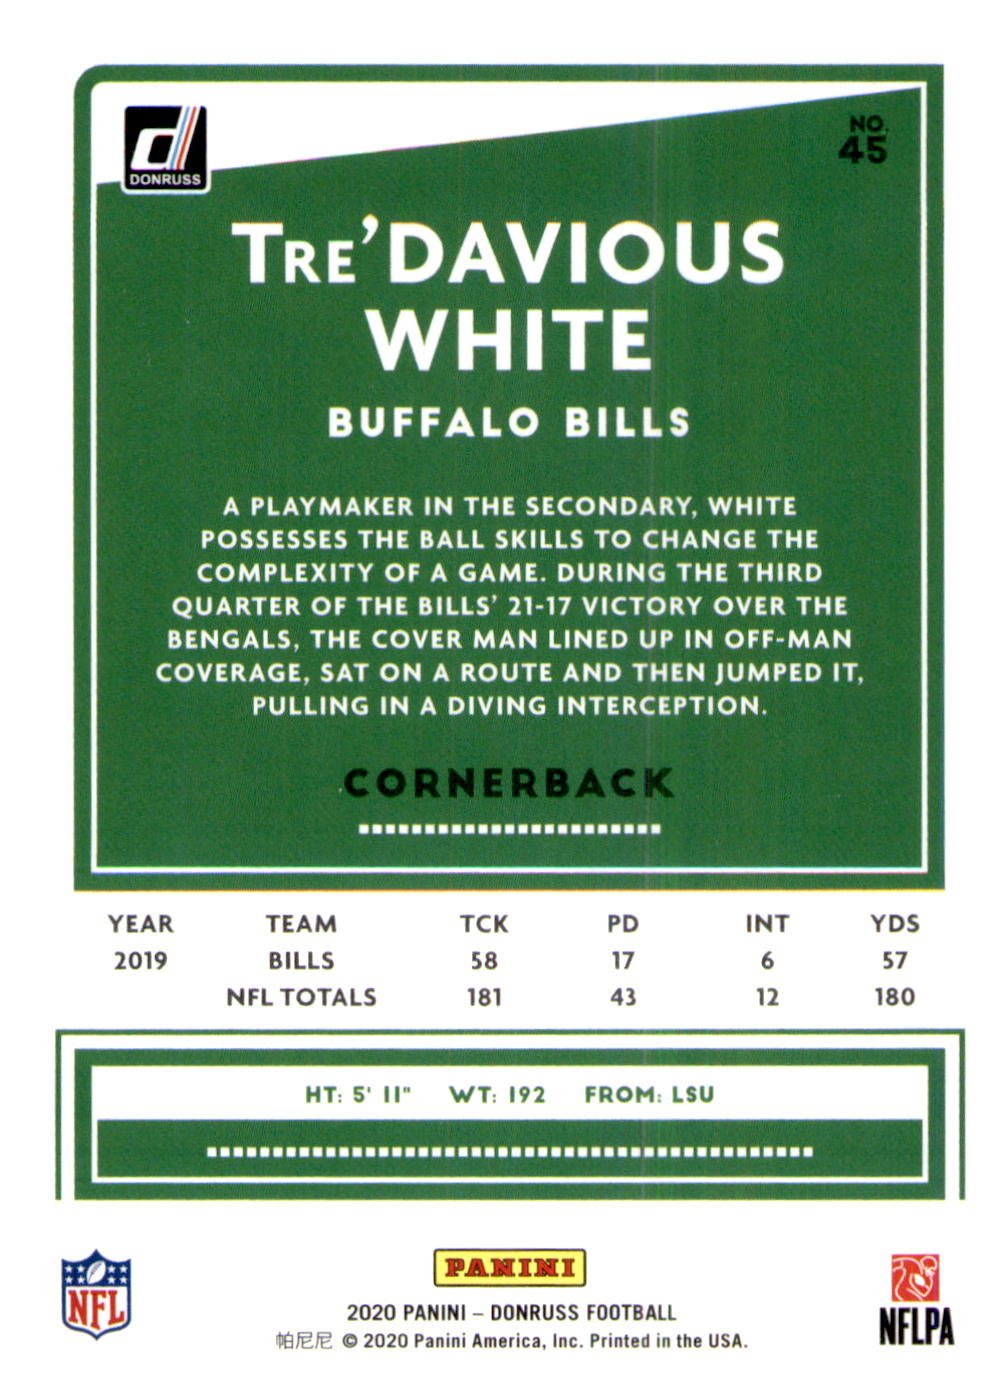 DONRUSS
NO.
45
TRE'DAVIOUS
WHITE
BUFFALO BILLS
A PLAYMAKER IN THE SECONDARY, WHITE
POSSESSES THE BALL SKILLS TO CHANGE THE
COMPLEXITY OF A GAME. DURING THE THIRD
QUARTER OF THE BILLS' 21-17 VICTORY OVER THE
BENGALS, THE COVER MAN LINED UP IN OFF-MAN
COVERAGE, SAT ON A ROUTE AND THEN JUMPED IT,
PULLING IN A DIVING INTERCEPTION.
CORNERBACK
YEAR TEAM TCK PD INT YDS
2019 BILLS 58 17 6 57
NFL TOTALS 181 43 12 180
HT: 5' 11" WT: 192 FROM: LSU
NFL
PANINI
NFLPA
2020 PANINI – DONRUSS FOOTBALL
帕尼尼 © 2020 Panini America, Inc. Printed in the USA.